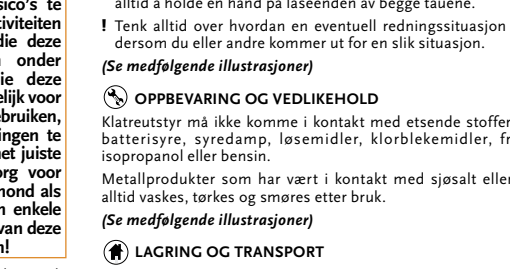 sico's te
tiviteiten
die deze
onder
ie deze
elijk voor
ebruiken,
ingen te
et juiste
org voor
mond als
n enkele
van deze
n!
alltid å holde en hånd på låseenden av begge tauene.
! Tenk alltid over hvordan en eventuell redningssituasjon
dersom du eller andre kommer ut for en slik situasjon.
(Se medfølgende illustrasjoner)
OPPBEVARING OG VEDLIKEHOLD
Klatreutstyr må ikke komme i kontakt med etsende stoffer
batterisyre, syredamp, løsemidler, klorblekemidler, fr
isopropanol eller bensin.
Metallprodukter som har vært i kontakt med sjøsalt eller
alltid vaskes, tørkes og smøres etter bruk.
(Se medfølgende illustrasjoner)
LAGRING OG TRANSPORT